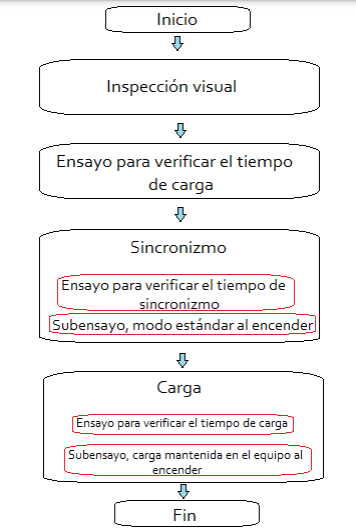 Inicio
Inspección visual
Ensayo para verificar el tiempo
de carga
Sincronizmo
Ensayo para verificar el tiempo de
sincronizmo
Subensayo, modo estándar al encender
Carga
Ensayo para verificar el tiempo de carga
Subensayo, carga mantenida en el equipo al
encender
Fin